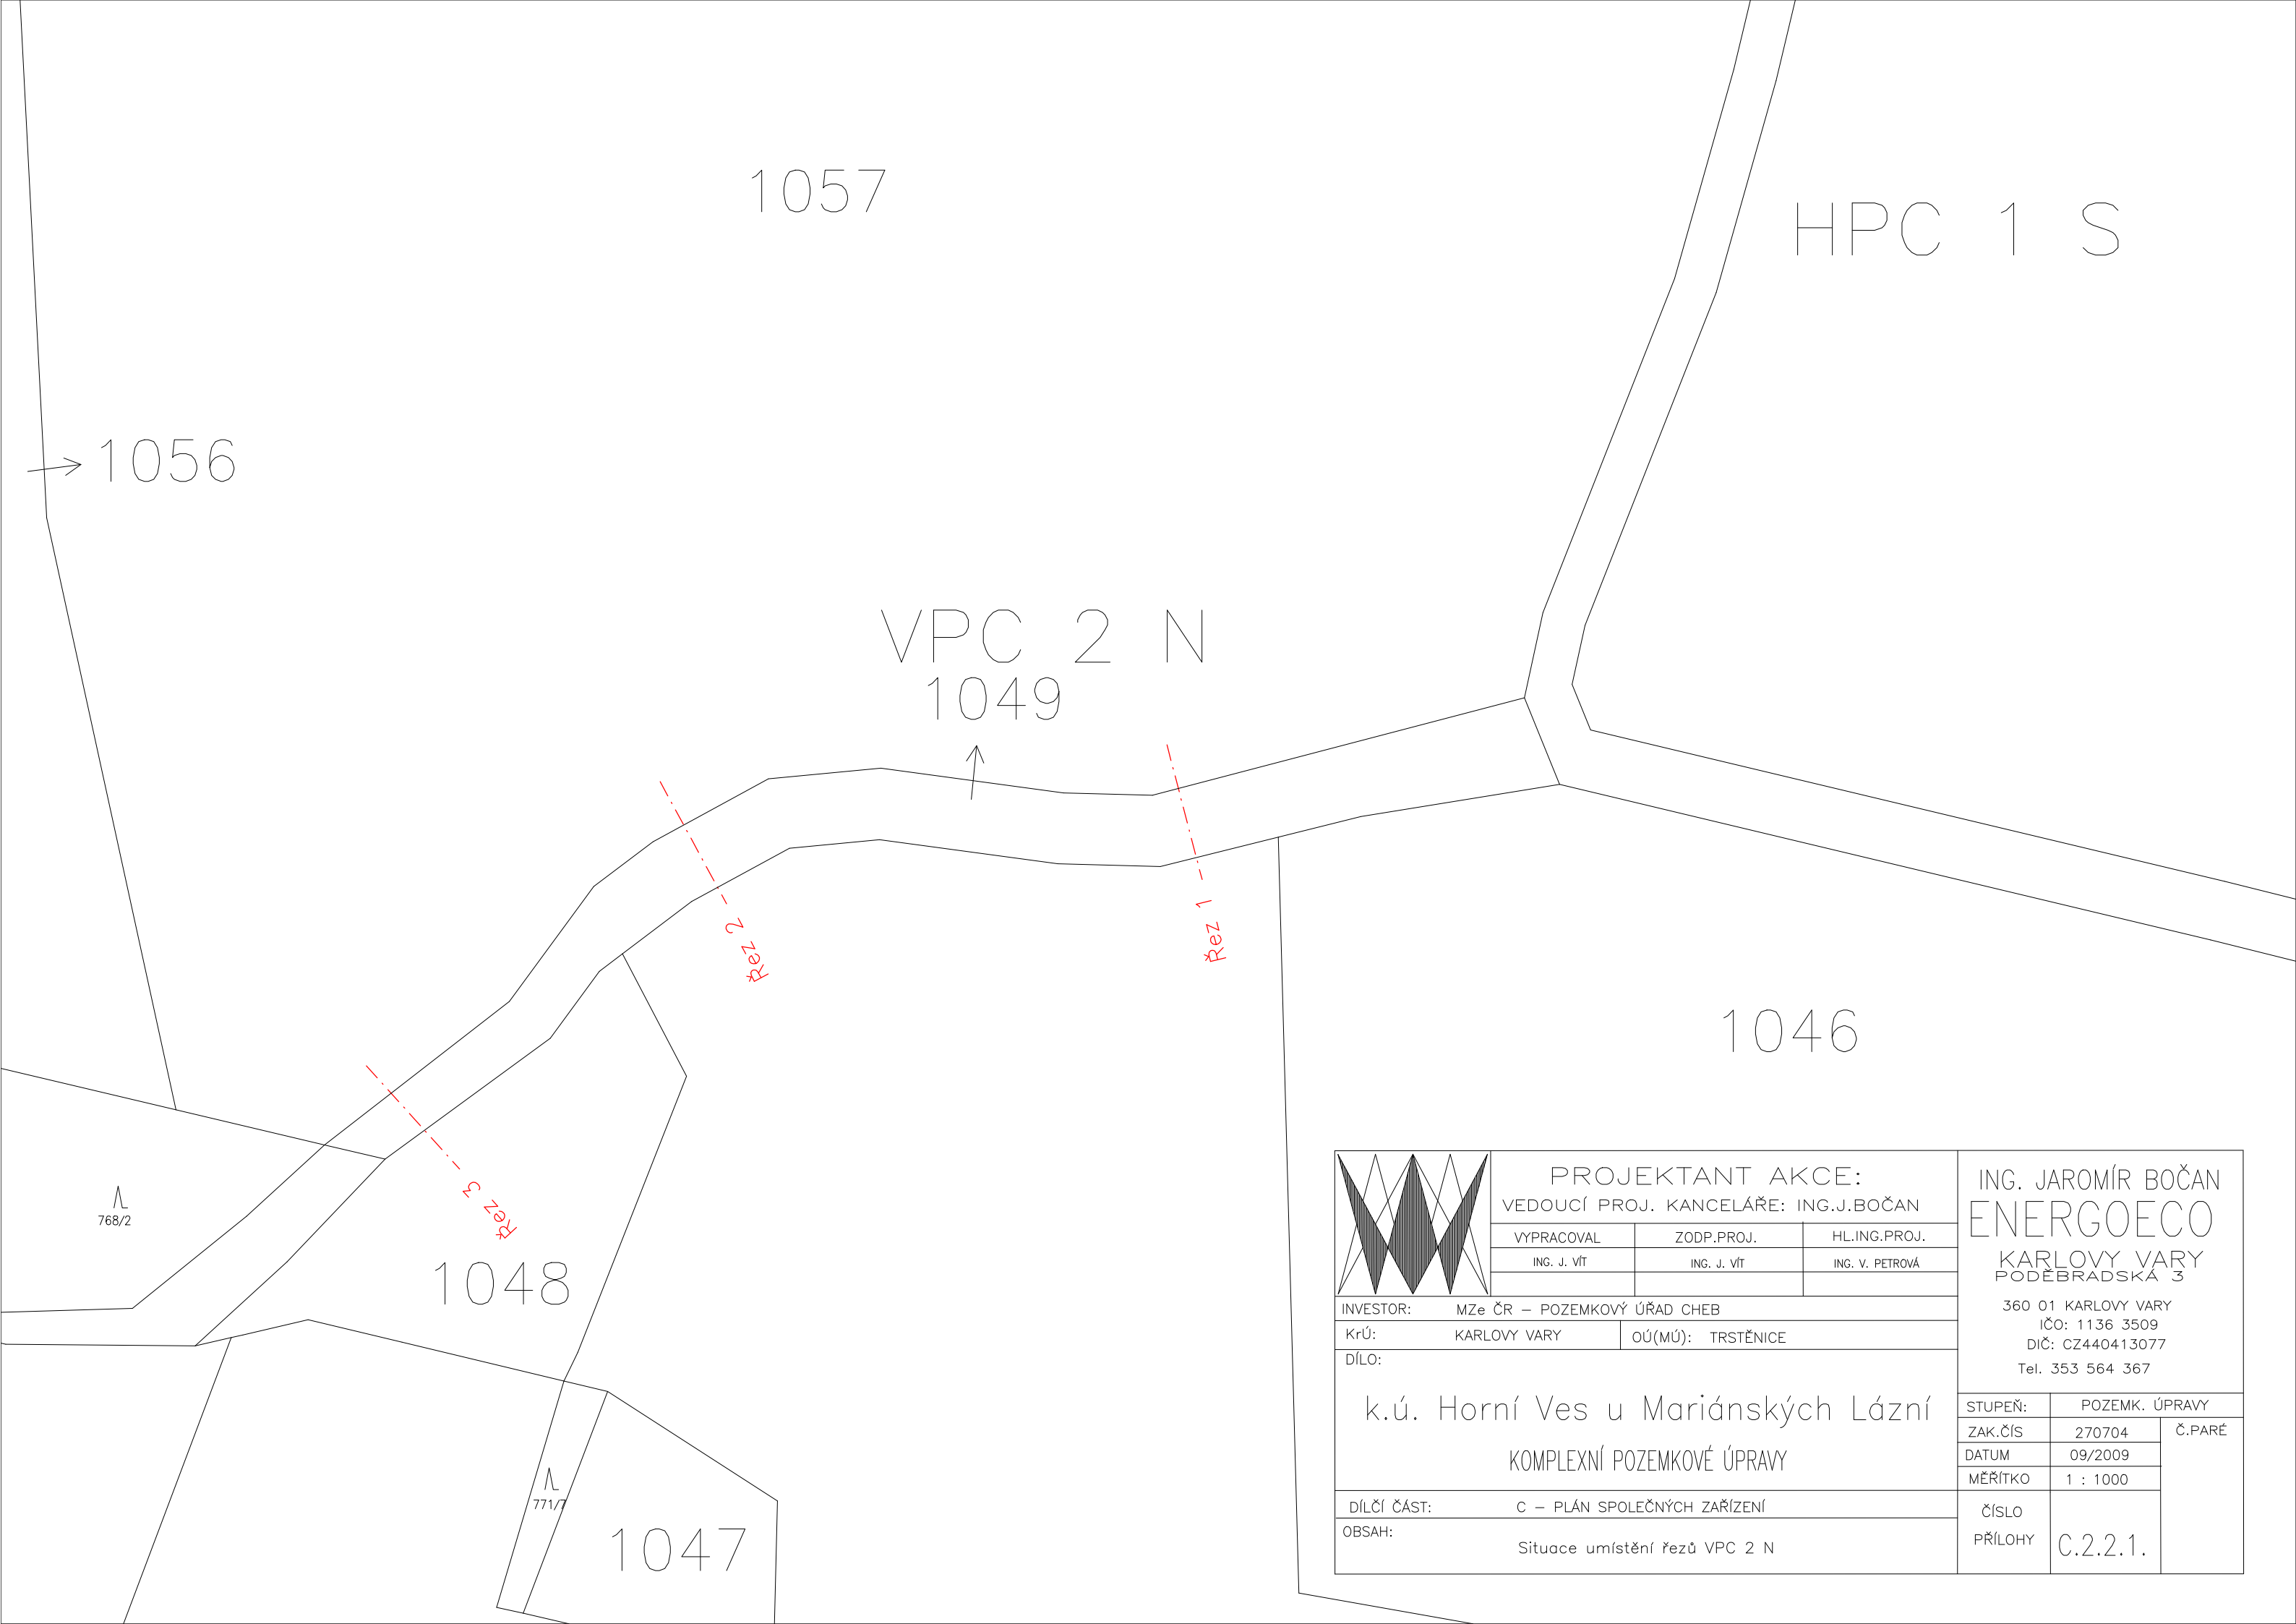 1057
HPC 1 S
1056
VPC 2 N
1049
Řez 1
Řez 2
Řez 3
1046
768/2
1048
771/7
1047
PROJEKTANT AKCE:
VEDOUCÍ PROJ. KANCELÁŘE: ING.J.BOČAN
VYPRACOVAL ZODP.PROJ. HL.ING.PROJ.
ING. J. VÍT ING. J. VÍT ING. V. PETROVÁ
INVESTOR: MZe ČR – POZEMKOVÝ ÚŘAD CHEB
KrÚ: KARLOVY VARY OÚ(MÚ): TRSTĚNICE
DÍLO:
k.ú. Horní Ves u Mariánských Lázní
KOMPLEXNÍ POZEMKOVÉ ÚPRAVY
DÍLČÍ ČÁST: C – PLÁN SPOLEČNÝCH ZAŘÍZENÍ
OBSAH:
Situace umístění řezů VPC 2 N
ING. JAROMÍR BOČAN
ENERGOECO
KARLOVY VARY
PODĚBRADSKÁ 3
360 01 KARLOVY VARY
IČO: 1136 3509
DIČ: CZ440413077
Tel. 353 564 367
STUPEŇ: POZEMK. ÚPRAVY
ZAK.ČÍS 270704 Č.PARÉ
DATUM 09/2009
MĚŘÍTKO 1 : 1000
ČÍSLO
PŘÍLOHY C.2.2.1.